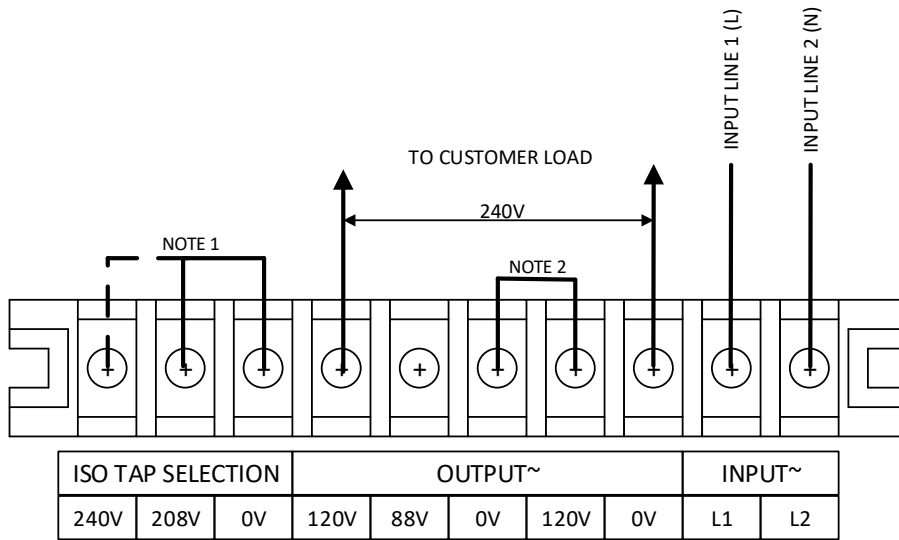 INPUT LINE 1 (L)
INPUT LINE 2 (N)
TO CUSTOMER LOAD
240V
NOTE 1
NOTE 2
ISO TAP SELECTION OUTPUT~ INPUT~
240V 208V 0V 120V 88V 0V 120V 0V L1 L2